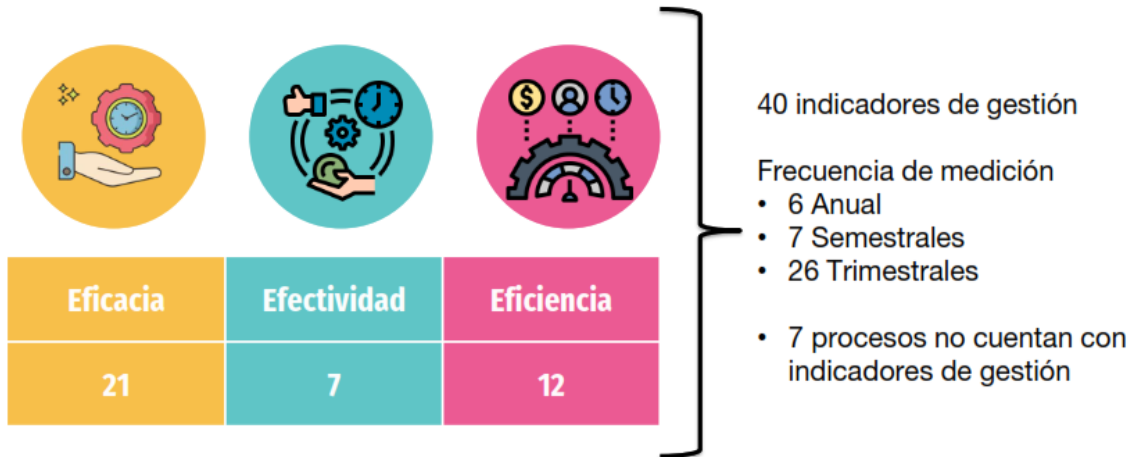 $
Eficacia Efectividad Eficiencia
21 7 12
40 indicadores de gestión
Frecuencia de medición
• 6 Anual
• 7 Semestrales
• 26 Trimestrales
• 7 procesos no cuentan con
indicadores de gestión